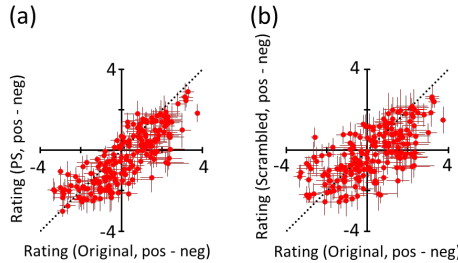 (a)
4
-4
4
-4
Rating (PS, pos - neg)
Rating (Original, pos - neg)
(b)
4
-4
4
-4
Rating (Scrambled, pos - neg)
Rating (Original, pos - neg)